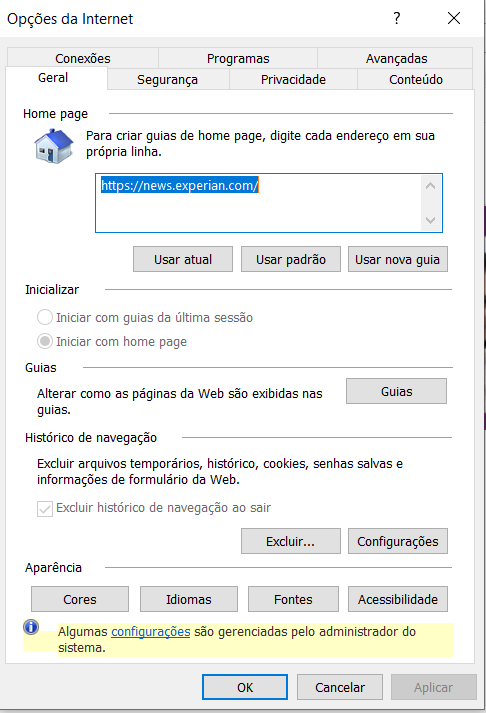 Opções da Internet
?
Conexões
Programas
Avançadas
Geral
Segurança
Privacidade
Conteúdo
Home page
Para criar guias de home page, digite cada endereço em sua
própria linha.
https://news.experian.com/
Usar atual
Usar padrão
Usar nova guia
Inicializar
Iniciar com guias da última sessão
Iniciar com home page
Guias
Alterar como as páginas da Web são exibidas nas
guias.
Guias
Histórico de navegação
Excluir arquivos temporários, histórico, cookies, senhas salvas e
informações de formulário da Web.
Excluir histórico de navegação ao sair
Excluir...
Configurações
Aparência
Cores
Idiomas
Fontes
Acessibilidade
Algumas configurações são gerenciadas pelo administrador do
sistema.
OK
Cancelar
Aplicar